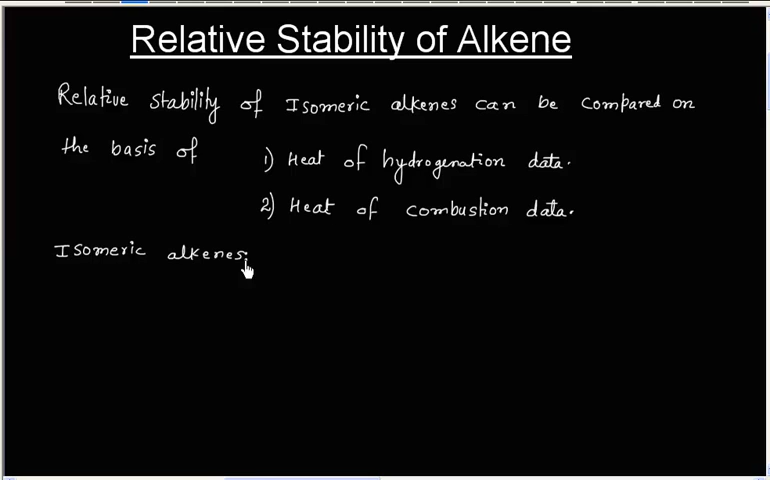 Relative Stability of Alkene
Relative stability of Isomeric alkenes can be compared on
the basis of 1) Heat of hydrogenation data.
2) Heat of combustion data.
Isomeric alkenes: